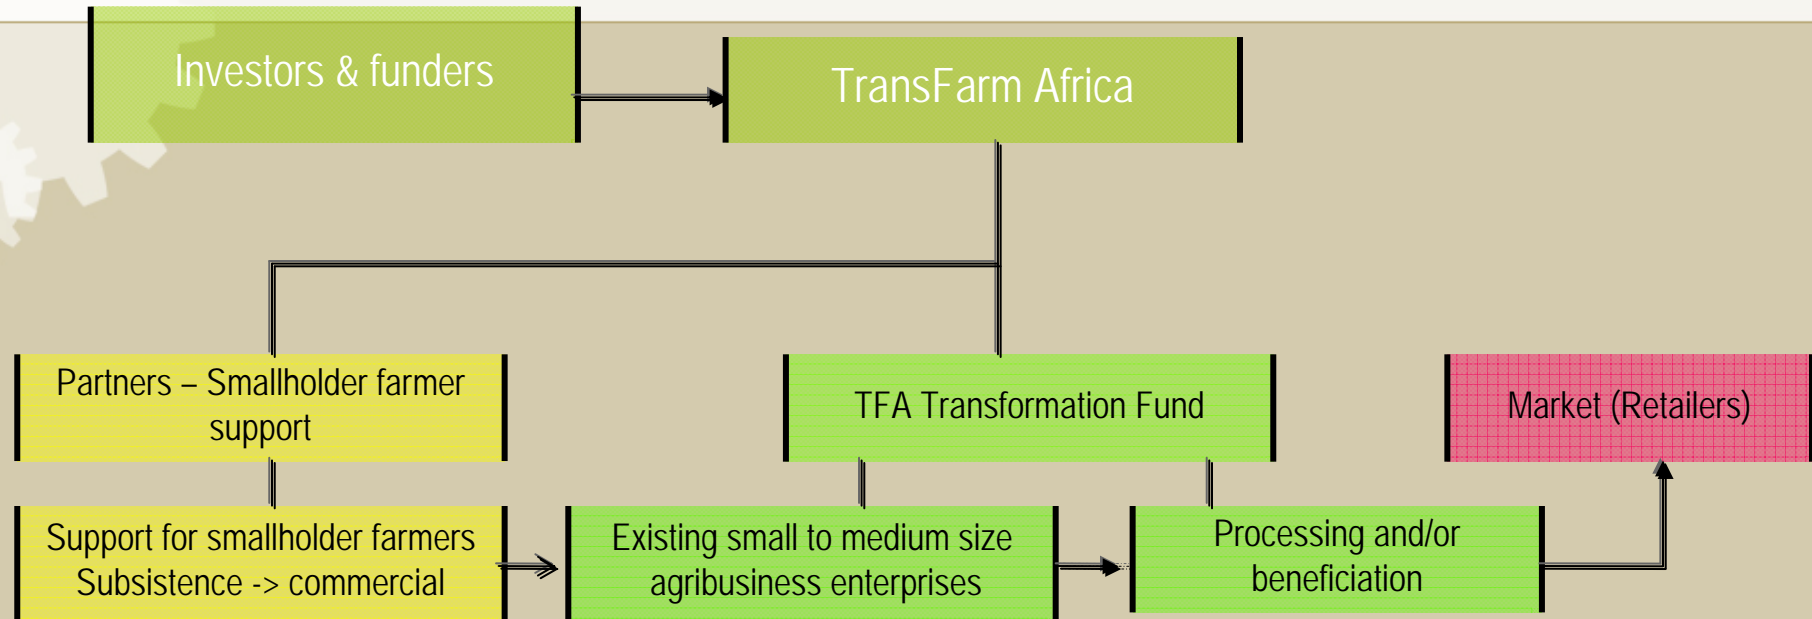 Investors & funders
TransFarm Africa
Partners – Smallholder farmer
support
TFA Transformation Fund
Market (Retailers)
Support for smallholder farmers
Subsistence -> commercial
Existing small to medium size
agribusiness enterprises
Processing and/or
beneficiation